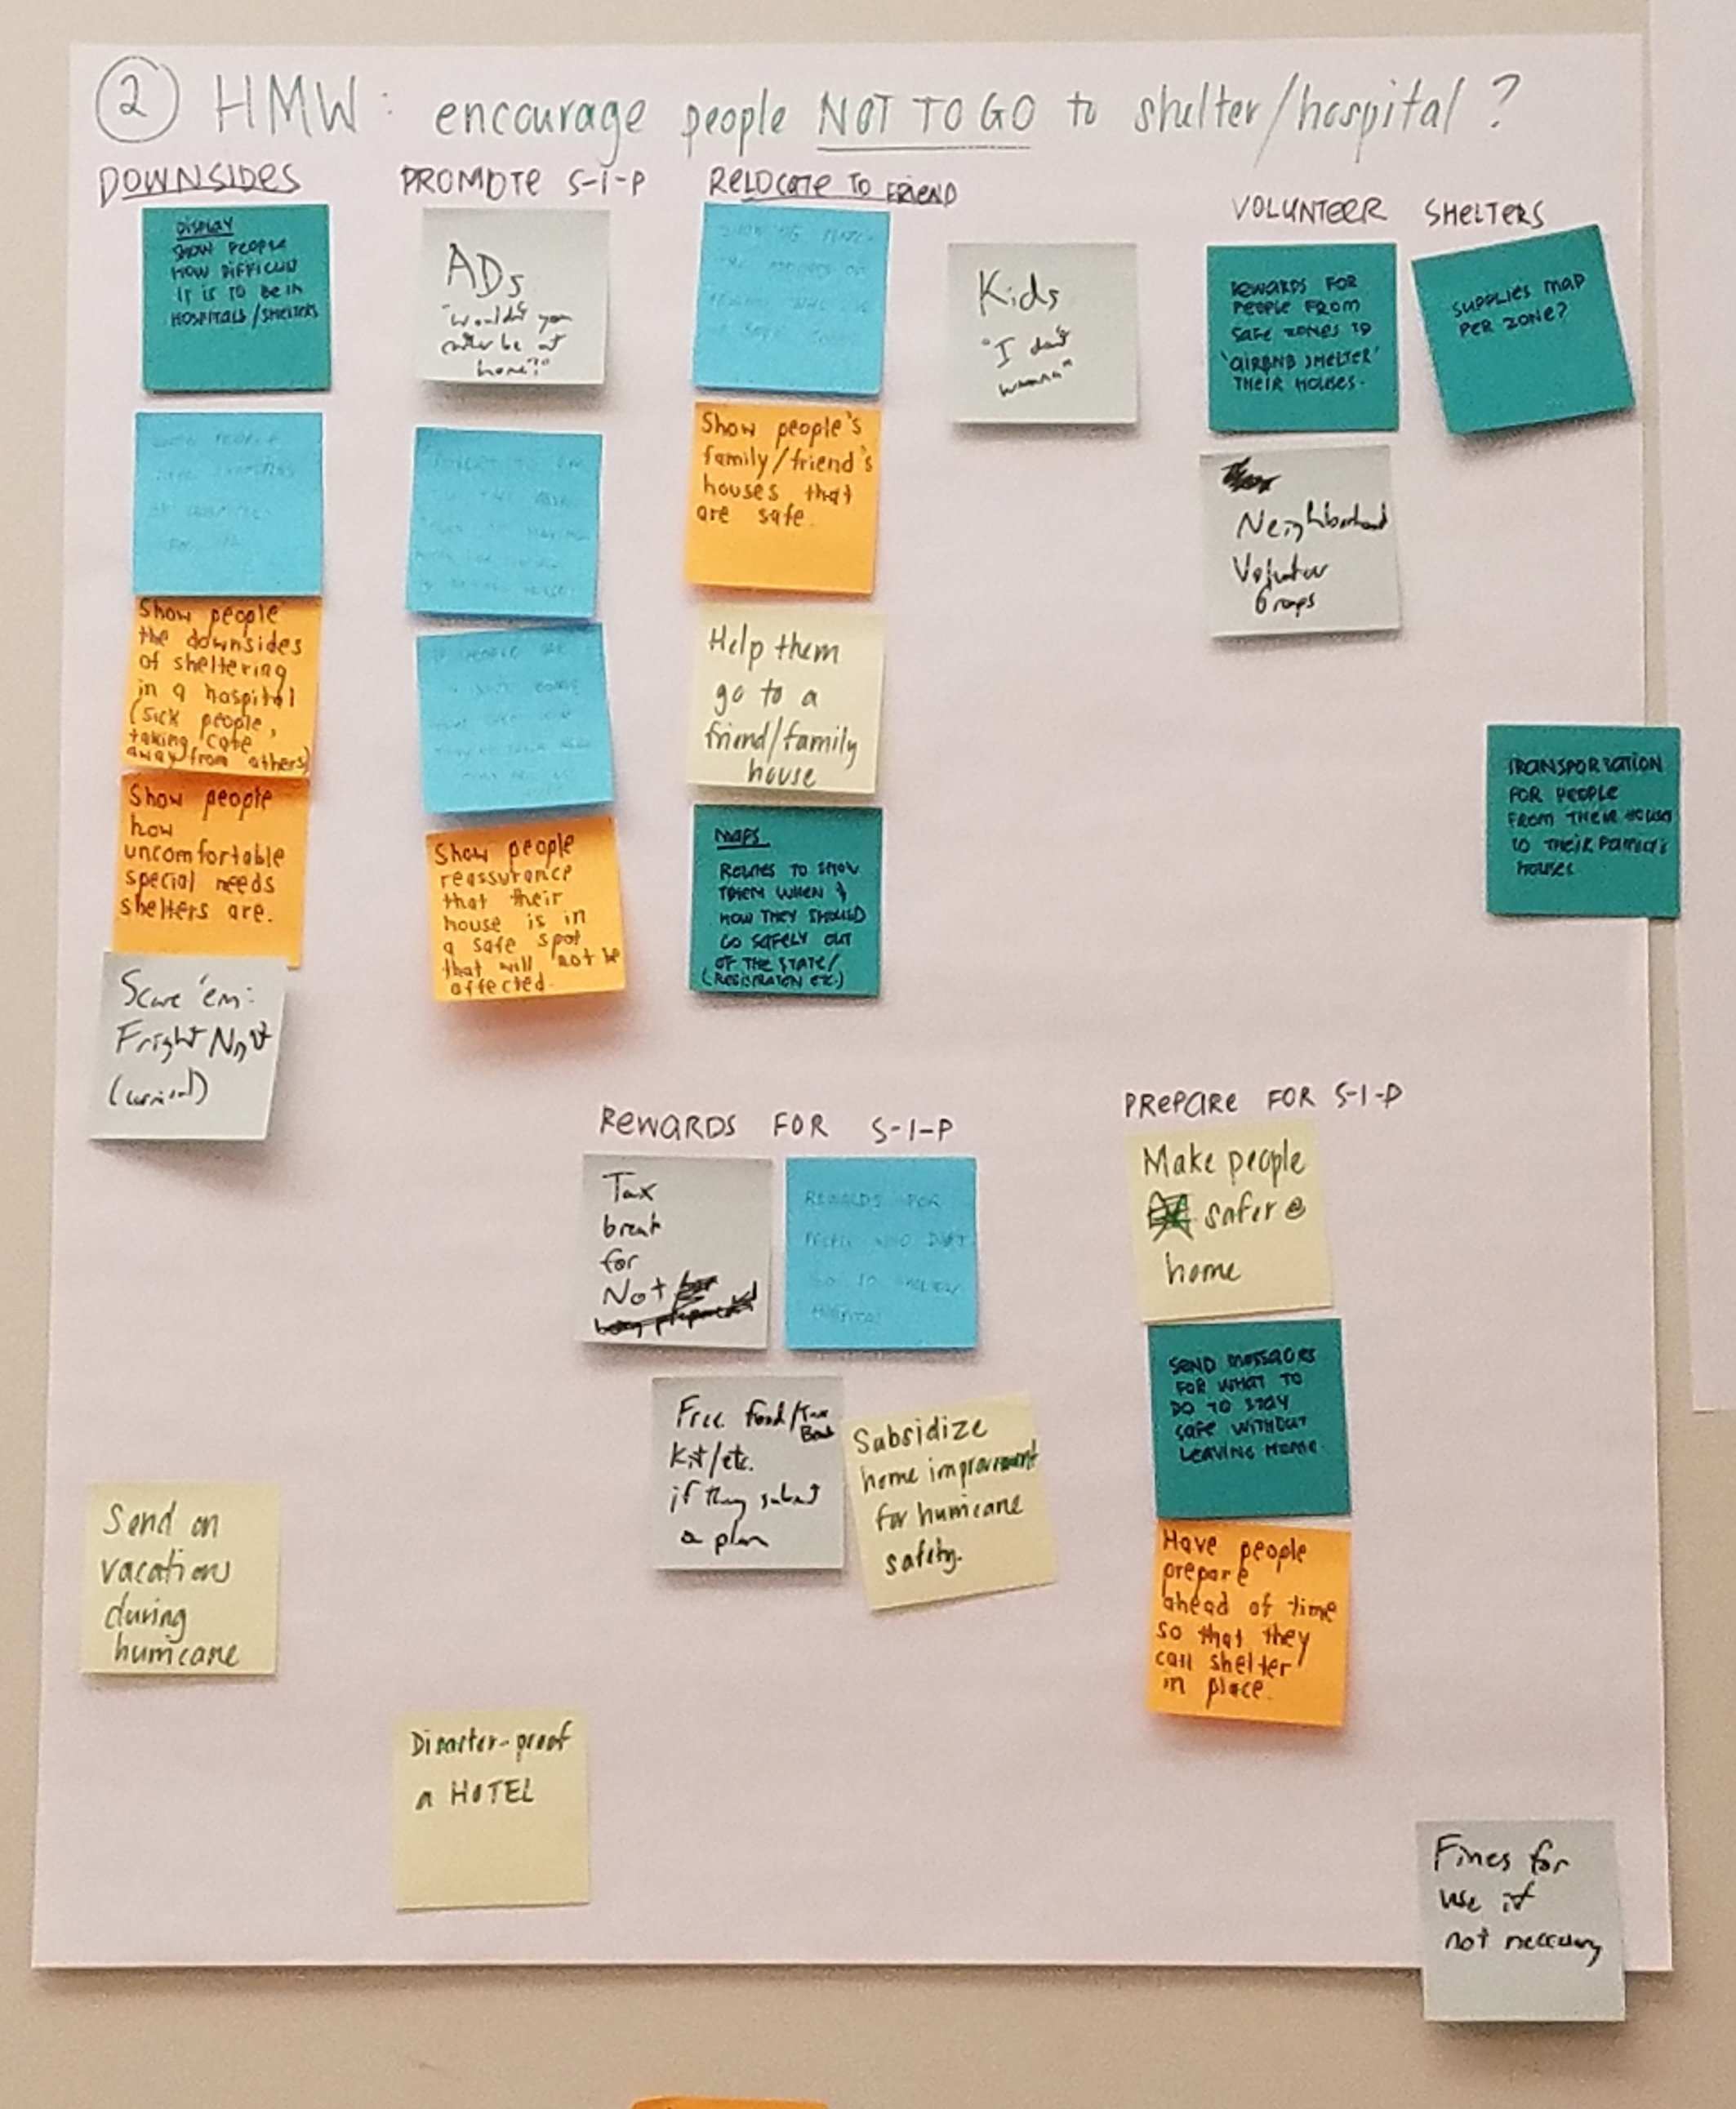 2 HMW: encourage people NOT TO GO to shelter/hospital?
DOWNSIDES
DISPLAY
SHOW PEOPLE
HOW DIFFICULT
IT IS TO BE IN
HOSPITALS/SHELTERS
Show people
the downsides
of sheltering
in a hospital
(sick people,
taking care
away from others)
Show people
how
uncomfortable
special needs
shelters are.
Scare 'em:
Fright Night
PROMOTE S-I-P
ADs
"Wouldn't you
rather be at
home?"
IF PEOPLE ARE
Show people
reassurance
that their
house is in
a safe spot
that will not be
affected.
RELOCATE TO FRIEND
Show people's
family/friend's
houses that
are safe.
Help them
go to a
friend/family
house
MAPS
ROUTES TO SHOW
THEM WHEN &
HOW THEY SHOULD
GO SAFELY OUT
OF THE STATE/
(REGISTRATION ETC.)
Kids
"I don't
wanna"
VOLUNTEER SHELTERS
REWARDS FOR
PEOPLE FROM
SAFE ZONES TO
'AIRBNB SHELTER'
THEIR HOUSES.
SUPPLIES MAP
PER ZONE?
Neighborhood
Volunteer
Groups
TRANSPORTATION
FOR PEOPLE
FROM THEIR HOUSES
TO THEIR
HOUSES
REWARDS FOR S-I-P
Tax
break
for
Not
REWARDS FOR
PEOPLE WHO DON'T
GO TO SHELTER
HOSPITAL
Free food/Tax
Break
Kit/etc.
if they submit
a plan
Subsidize
home improvement
for hurricane
safety.
PREPARE FOR S-I-P
Make people
safer @
home
SEND MESSAGES
FOR WHAT TO
DO TO STAY
SAFE WITHOUT
LEAVING HOME.
Have people
prepare
ahead of time
so that they
can shelter
in place.
Send on
vacations
during
hurricane
Disaster-proof
a HOTEL
Fines for
use if
not necessary